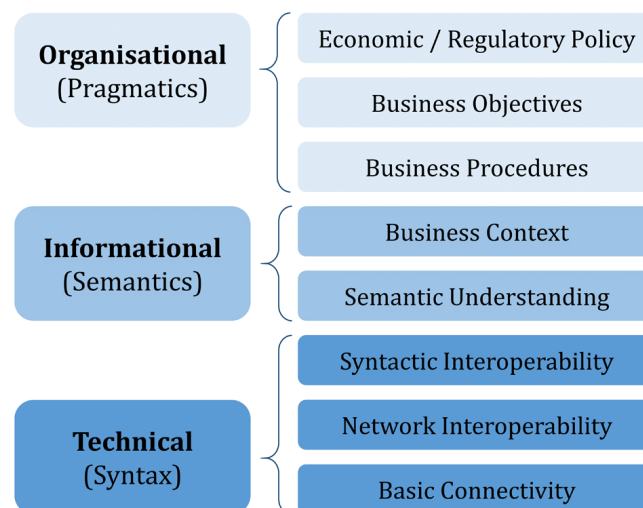 Organisational
(Pragmatics)
Economic / Regulatory Policy
Business Objectives
Business Procedures
Informational
(Semantics)
Business Context
Semantic Understanding
Technical
(Syntax)
Syntactic Interoperability
Network Interoperability
Basic Connectivity